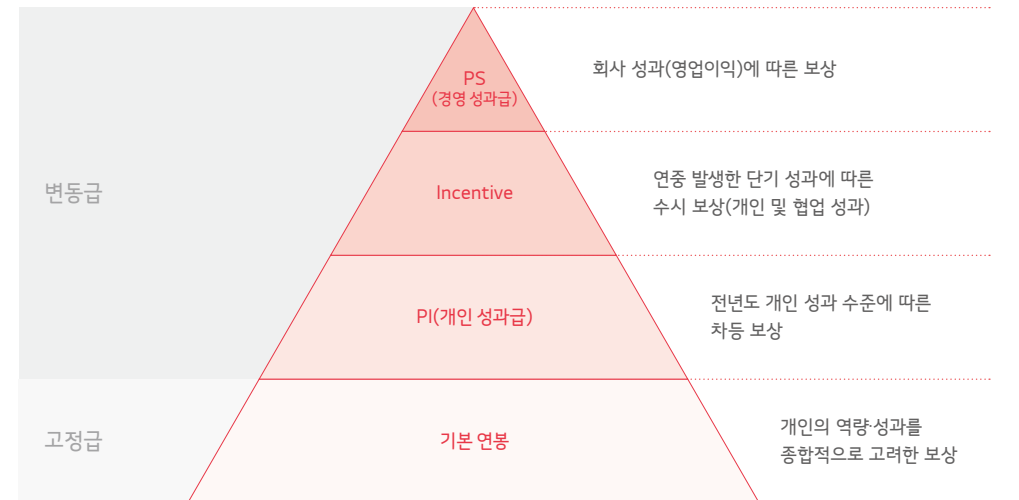 PS
(경영 성과급)
회사 성과(영업이익)에 따른 보상
변동급
Incentive
연중 발생한 단기 성과에 따른
수시 보상(개인 및 협업 성과)
PI(개인 성과급)
전년도 개인 성과 수준에 따른
차등 보상
고정급
기본 연봉
개인의 역량·성과를
종합적으로 고려한 보상